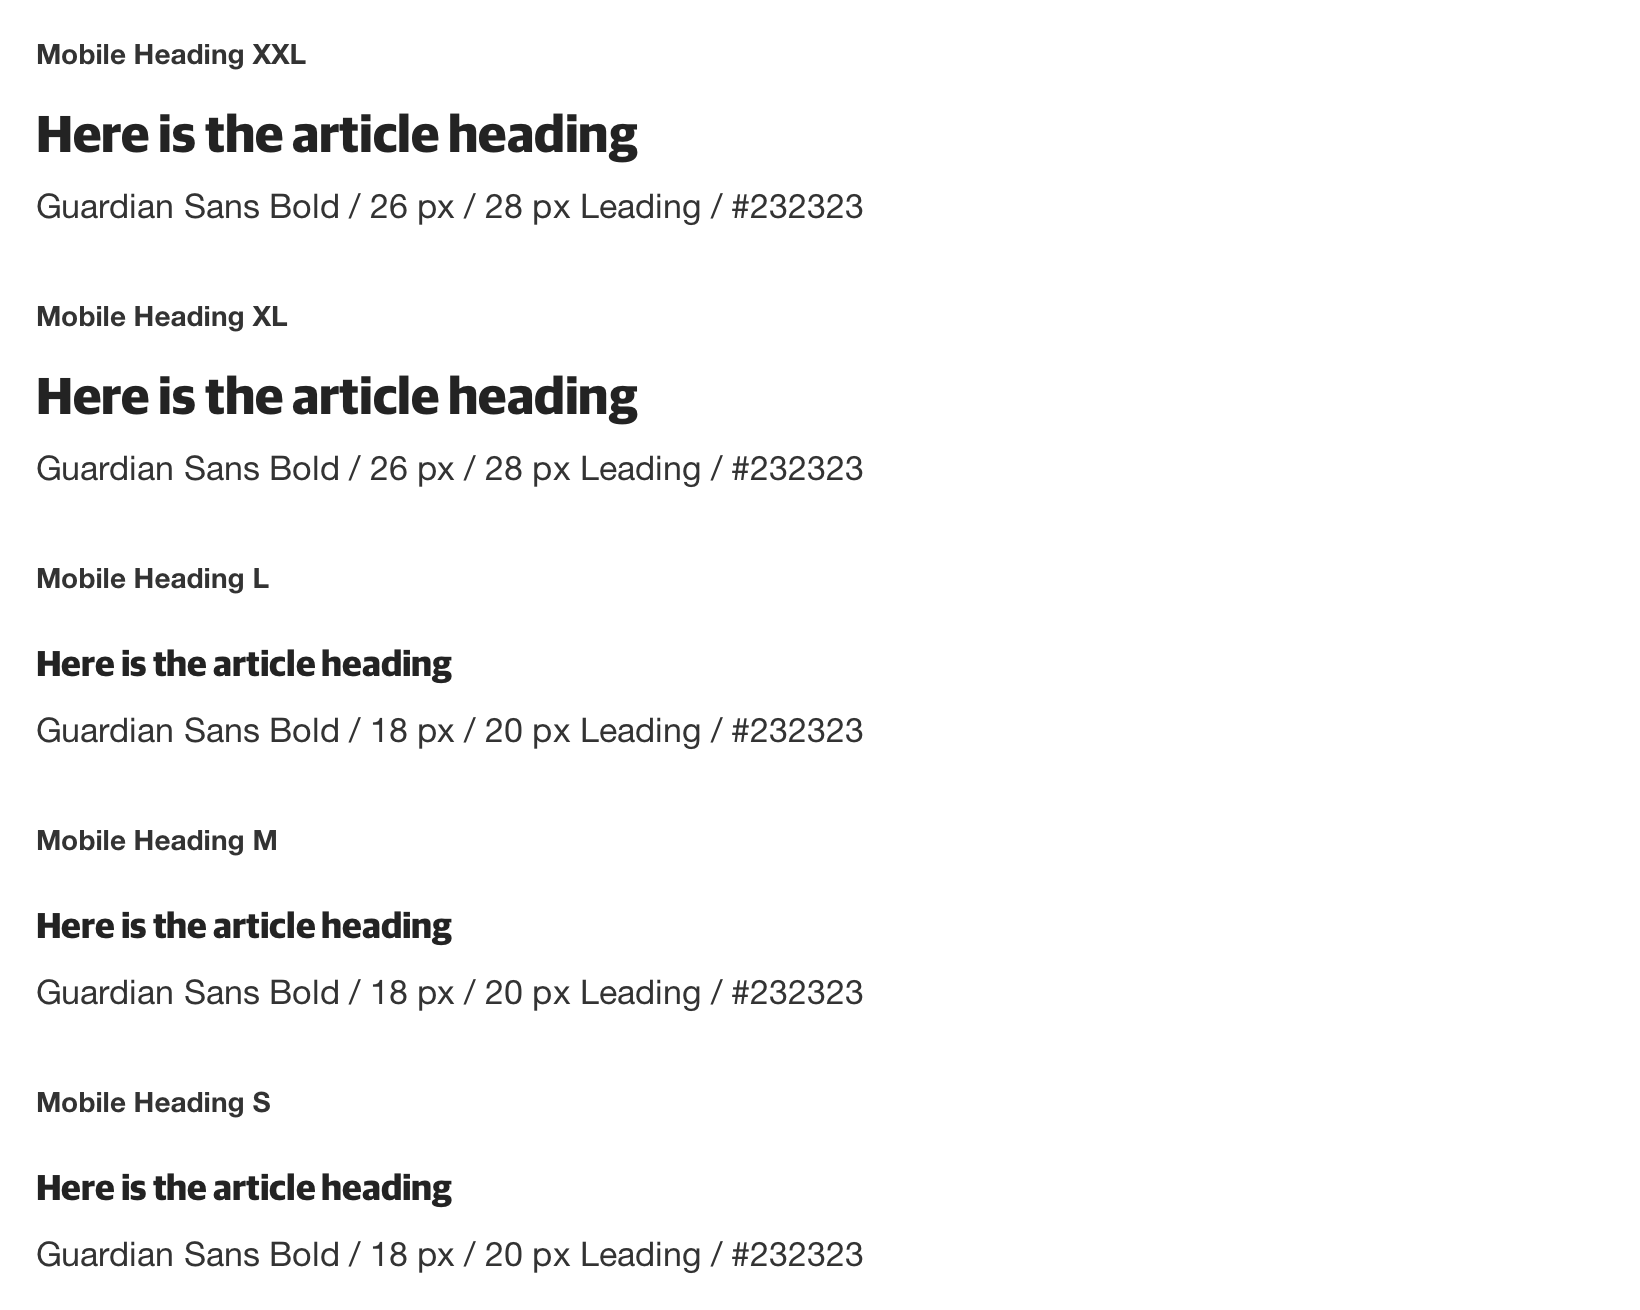 Mobile Heading XXL
Here is the article heading
Guardian Sans Bold / 26 px / 28 px Leading / #232323
Mobile Heading XL
Here is the article heading
Guardian Sans Bold / 26 px / 28 px Leading / #232323
Mobile Heading L
Here is the article heading
Guardian Sans Bold / 18 px / 20 px Leading / #232323
Mobile Heading M
Here is the article heading
Guardian Sans Bold / 18 px / 20 px Leading / #232323
Mobile Heading S
Here is the article heading
Guardian Sans Bold / 18 px / 20 px Leading / #232323